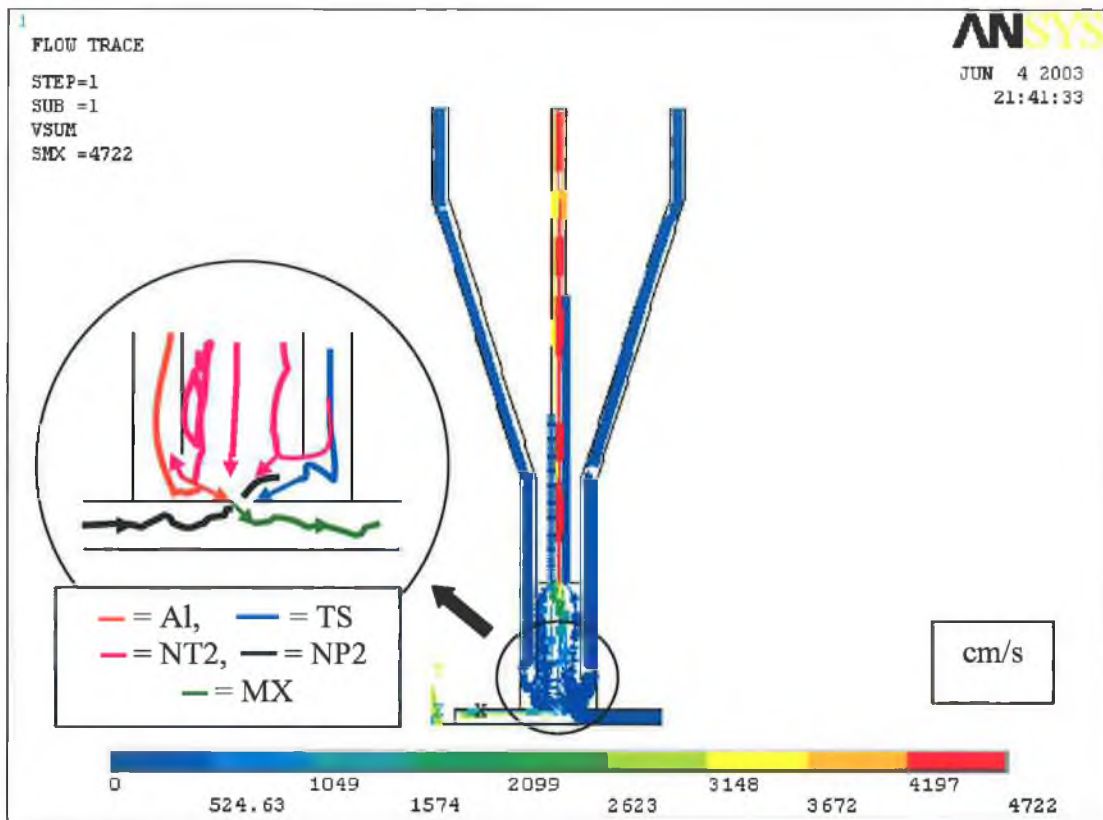 1
FLOW TRACE
STEP=1
SUB =1
VSUM
SMX =4722
ANSYS
JUN 4 2003
21:41:33
= Al, = TS
= NT2, = NP2
= MX
cm/s
X
0 1049 2099 3148 4197
524.63 1574 2623 3672 4722